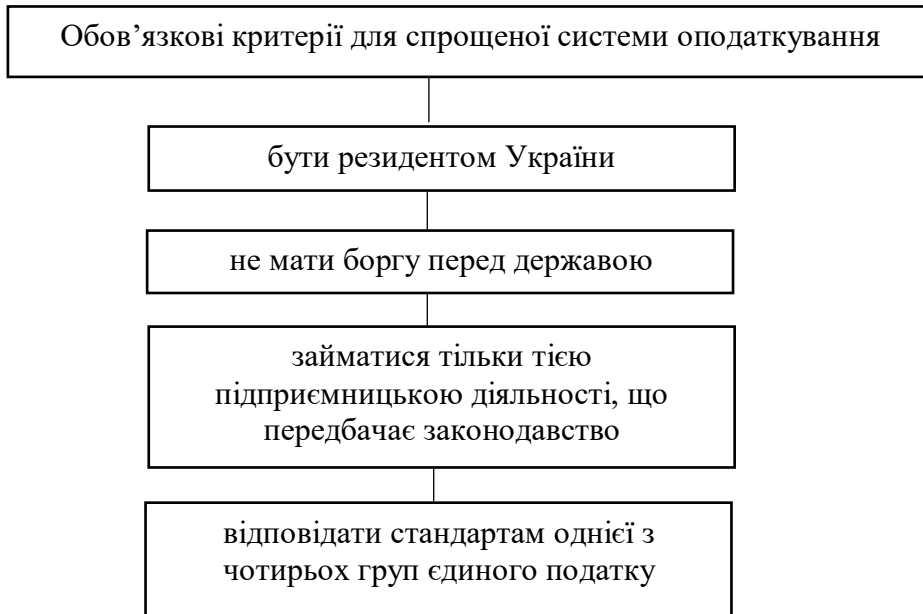 Обов’язкові критерії для спрощеної системи оподаткування
бути резидентом України
не мати боргу перед державою
займатися тільки тією
підприємницькою діяльності, що
передбачає законодавство
відповідати стандартам однієї з
чотирьох груп єдиного податку